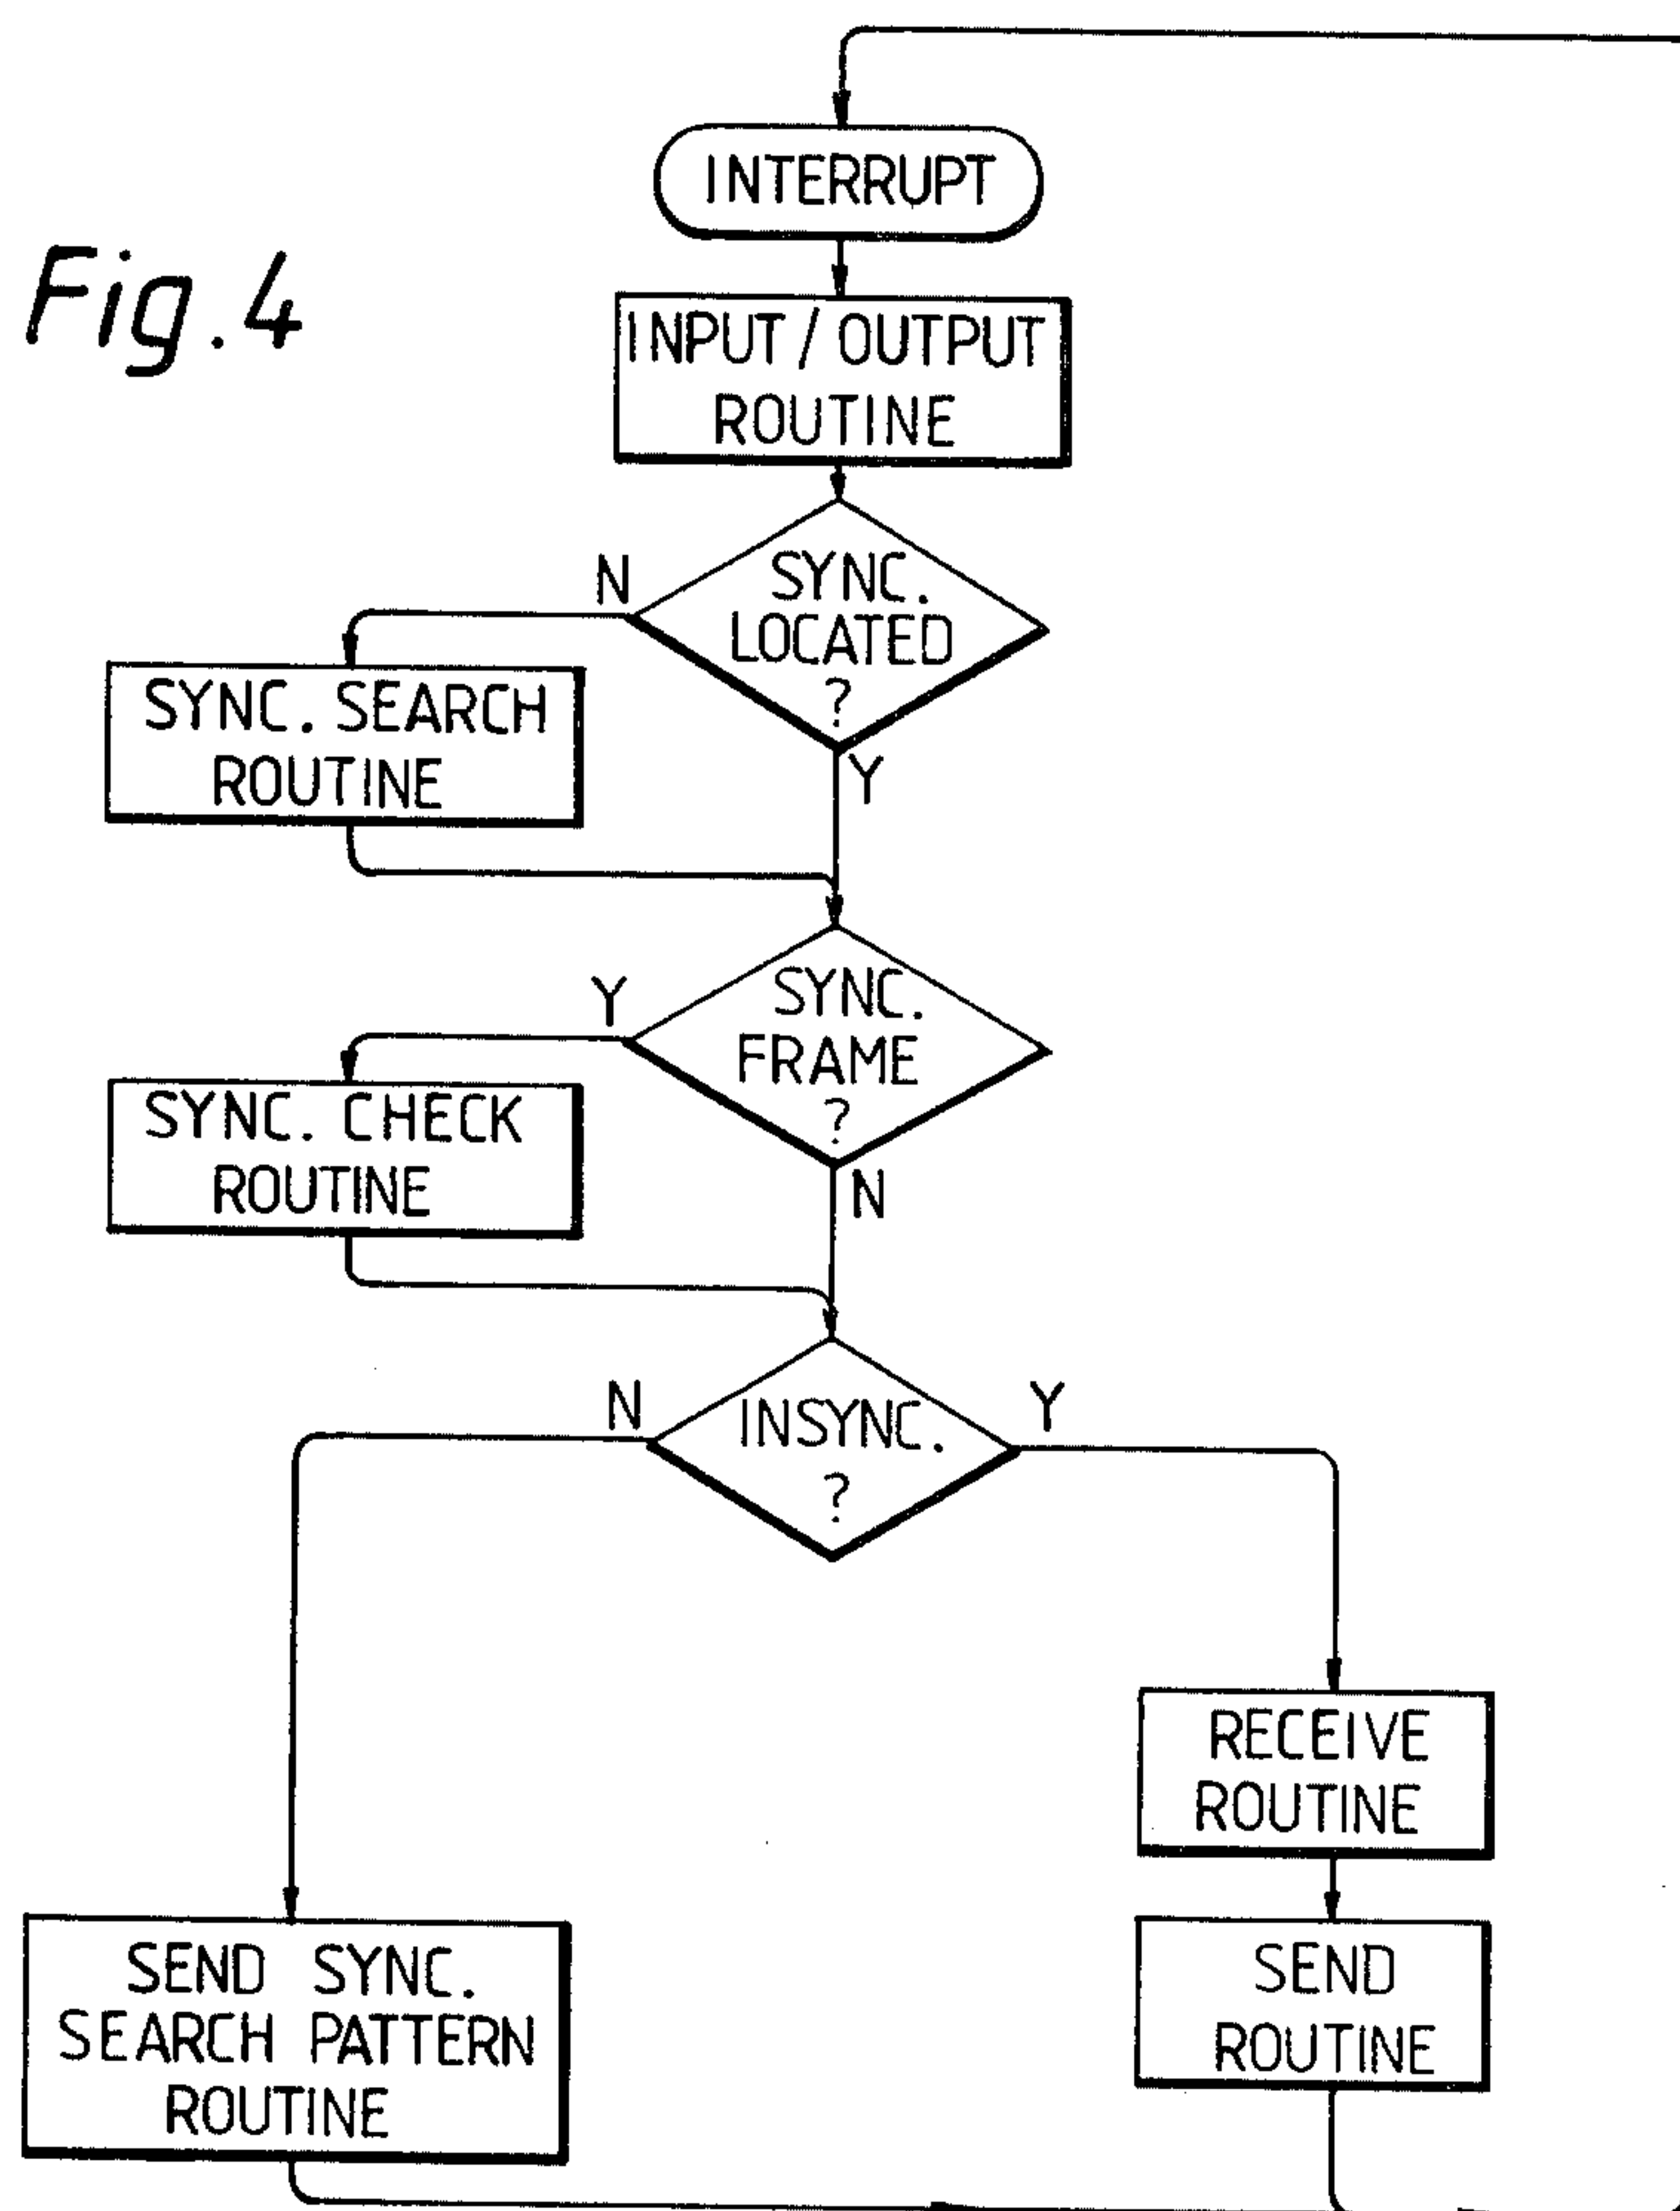 INTERRUPT
Fig.4
INPUT / OUTPUT
ROUTINE
N
SYNC.
LOCATED
?
SYNC. SEARCH
ROUTINE
Y
Y
SYNC.
FRAME
?
SYNC. CHECK
ROUTINE
N
N
INSYNC.
?
Y
RECEIVE
ROUTINE
SEND SYNC.
SEARCH PATTERN
ROUTINE
SEND
ROUTINE